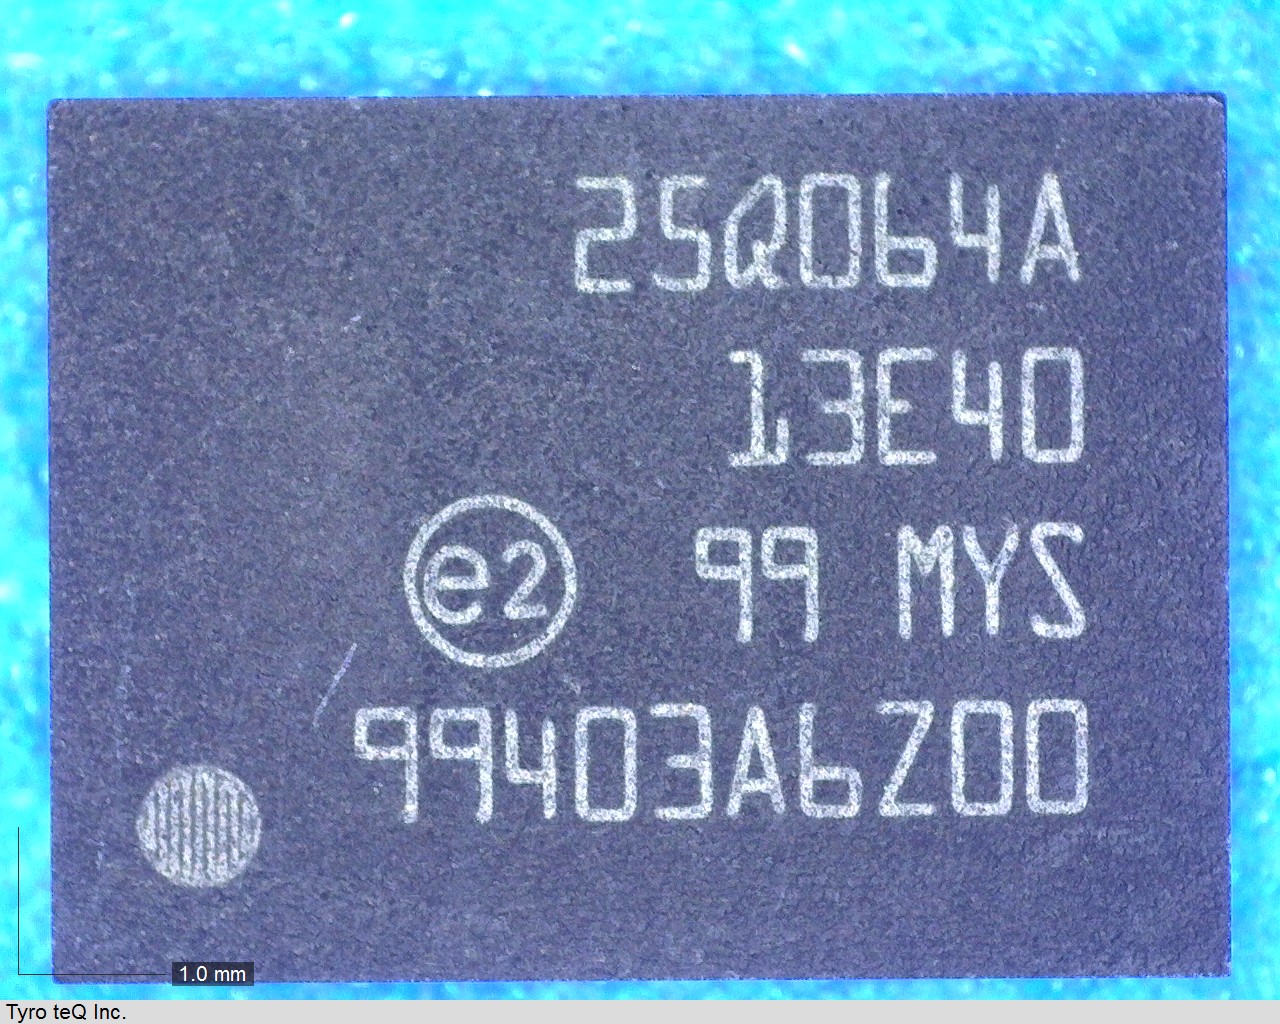 25Q064A
13E40
e2 99 MYS
99403A6Z00
1.0 mm
Tyro teQ Inc.